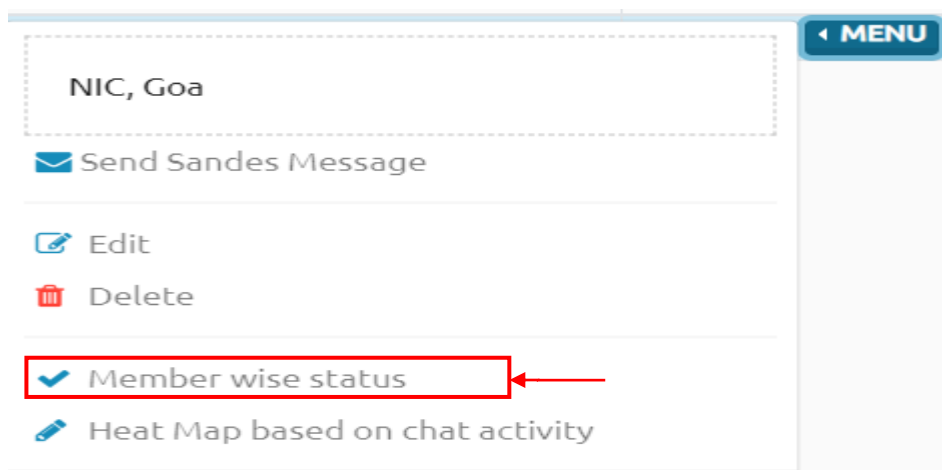 MENU
NIC, Goa
Send Sandes Message
Edit
Delete
Member wise status
Heat Map based on chat activity